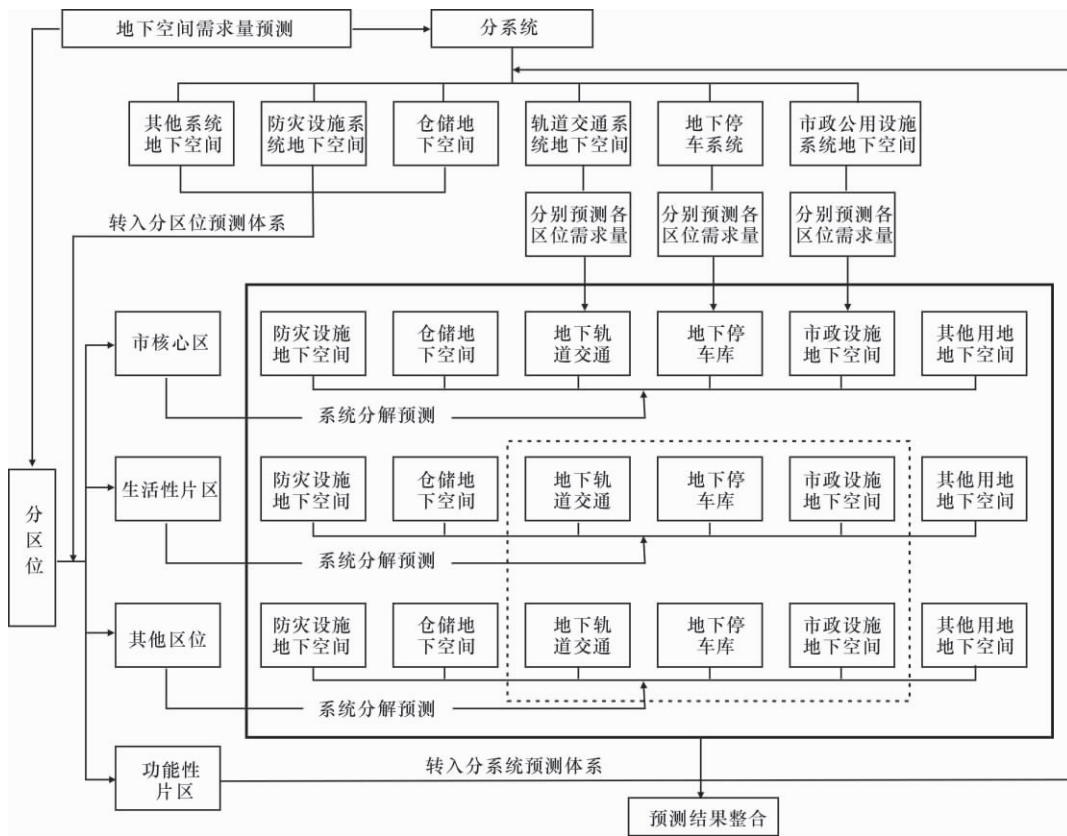 地下空间需求量预测
分系统
其他系统
地下空间
防灾设施系
统地下空间
仓储地
下空间
轨道交通系
统地下空间
地下停
车系统
市政公用设施
系统地下空间
转入分区位预测体系
分别预测各
区位需求量
分别预测各
区位需求量
分别预测各
区位需求量
市核心区
防灾设施
地下空间
仓储地
下空间
地下轨
道交通
地下停
车库
市政设施
地下空间
其他用地
地下空间
系统分解预测
分区位
生活性片区
防灾设施
地下空间
仓储地
下空间
地下轨
道交通
地下停
车库
市政设施
地下空间
其他用地
地下空间
系统分解预测
其他区位
防灾设施
地下空间
仓储地
下空间
地下轨
道交通
地下停
车库
市政设施
地下空间
其他用地
地下空间
系统分解预测
功能性
片区
转入分系统预测体系
预测结果整合